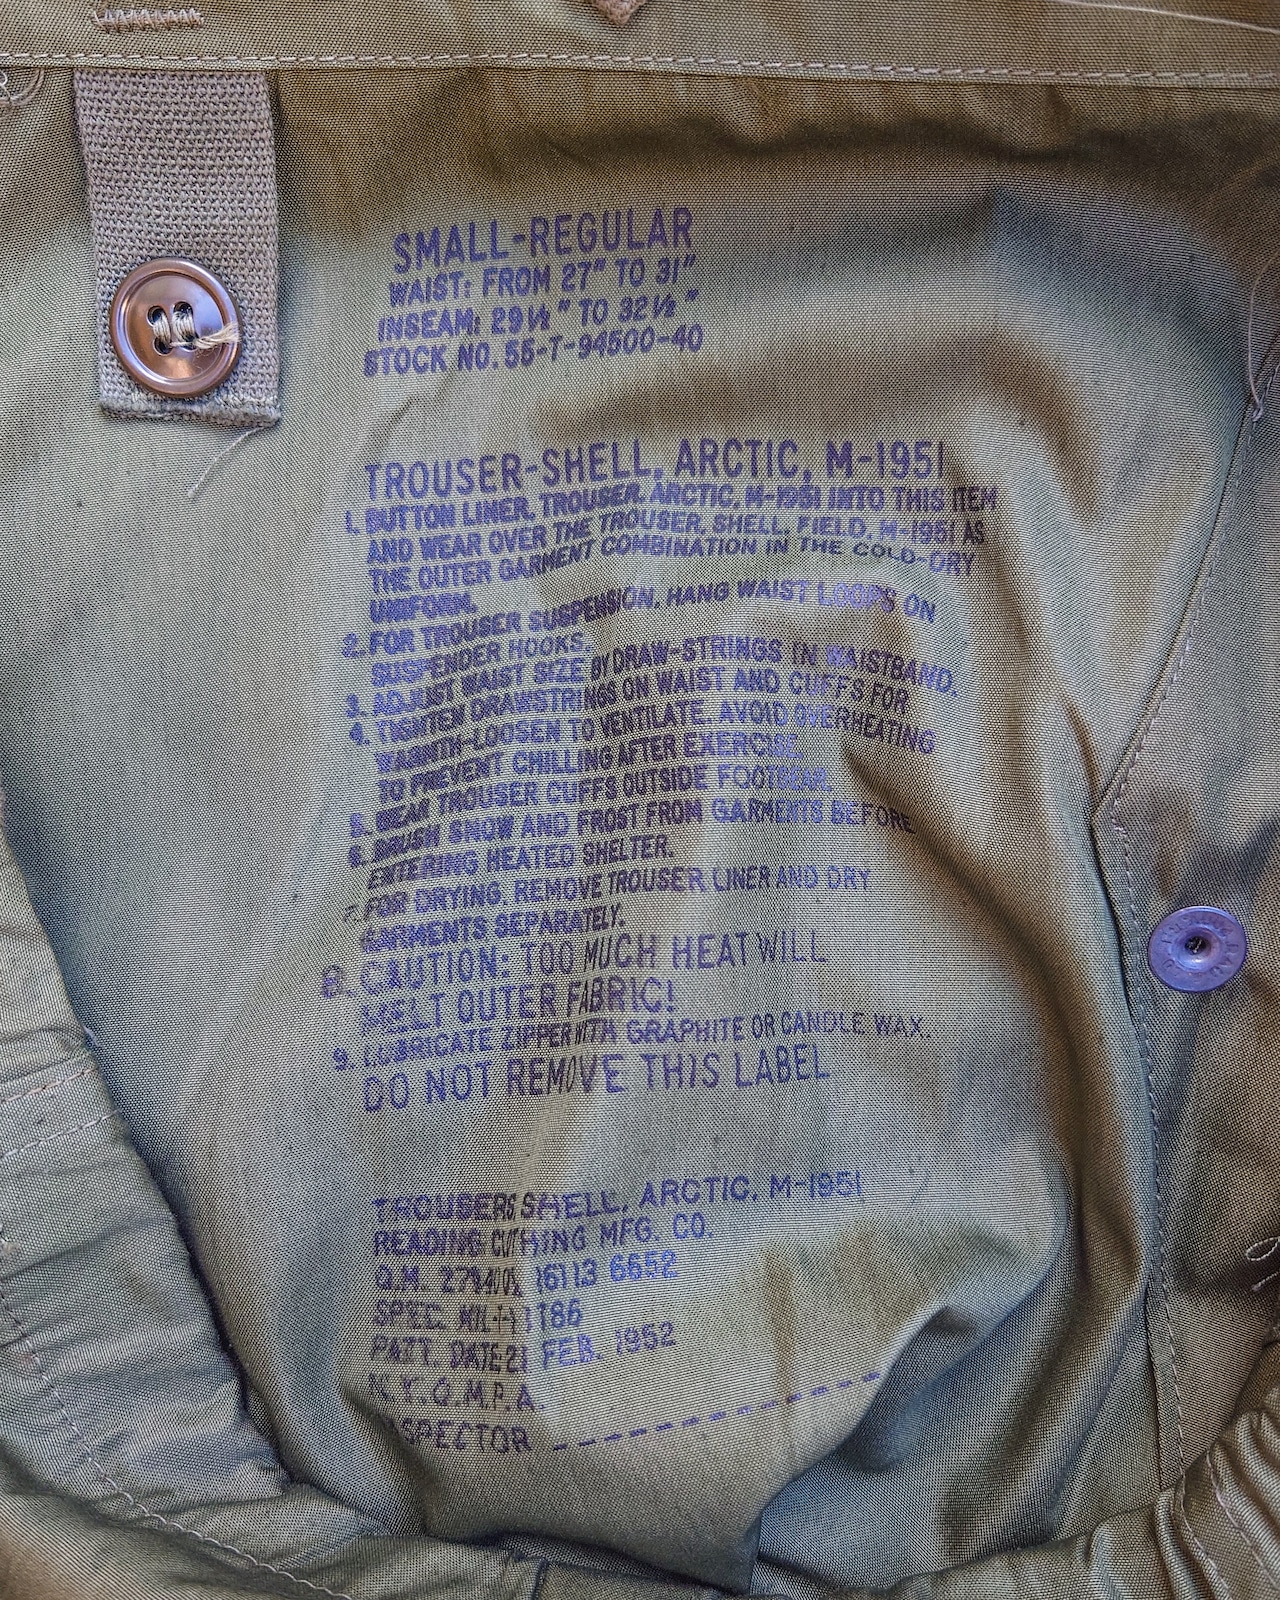 SMALL-REGULAR
WAIST: FROM 27" TO 31"
INSEAM: 29½" TO 32½"
STOCK NO. 55-T-94500-40
TROUSER-SHELL, ARCTIC, M-1951
1. BUTTON LINER, TROUSER, ARCTIC, M-1951 INTO THIS ITEM
AND WEAR OVER THE TROUSER, SHELL, FIELD, M-1951 AS
THE OUTER GARMENT COMBINATION IN THE COLD-DRY
UNIFORM.
2. FOR TROUSER SUSPENSION, HANG WAIST LOOPS ON
SUSPENDER HOOKS.
3. ADJUST WAIST SIZE BY DRAW-STRINGS IN WAISTBAND.
4. TIGHTEN DRAWSTRINGS ON WAIST AND CUFFS FOR
WARMTH-LOOSEN TO VENTILATE. AVOID OVERHEATING
TO PREVENT CHILLING AFTER EXERCISE.
5. WEAR TROUSER CUFFS OUTSIDE FOOTGEAR.
6. BRUSH SNOW AND FROST FROM GARMENTS BEFORE
ENTERING HEATED SHELTER.
7. FOR DRYING, REMOVE TROUSER LINER AND DRY
GARMENTS SEPARATELY.
8. CAUTION: TOO MUCH HEAT WILL
MELT OUTER FABRIC!
9. LUBRICATE ZIPPER WITH GRAPHITE OR CANDLE WAX.
DO NOT REMOVE THIS LABEL
TROUSERS SHELL, ARCTIC, M-1951
READING CLOTHING MFG. CO.
Q.M. 6652
SPEC.
PATT. DATE FEB. 1952
N.Y.Q.M.P.A.
INSPECTOR